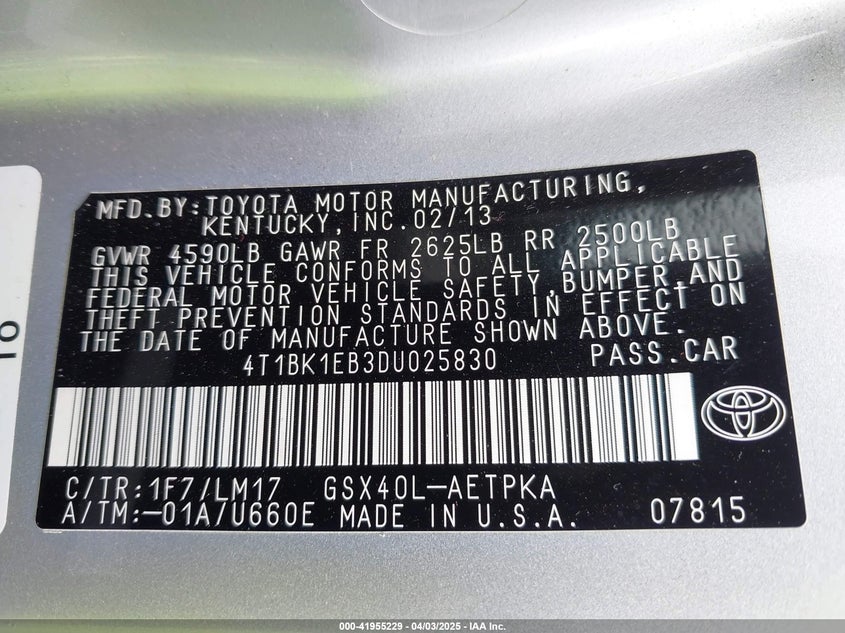 MFD.BY:TOYOTA MOTOR MANUFACTURING,
KENTUCKY,INC.02/13
GVWR 4590LB GAWR FR 2625LB RR 2500LB
THIS VEHICLE CONFORMS TO ALL APPLICABLE
FEDERAL MOTOR VEHICLE SAFETY,BUMPER,AND
THEFT PREVENTION STANDARDS IN EFFECT ON
THE DATE OF MANUFACTURE SHOWN ABOVE.
4T1BK1EB3DU025830 PASS.CAR
C/TR:1F7/LM17 GSX40L-AETPKA
A/TM:-01A/U660E MADE IN U.S.A. 07815
000-41955229 - 04/03/2025 - IAA Inc.